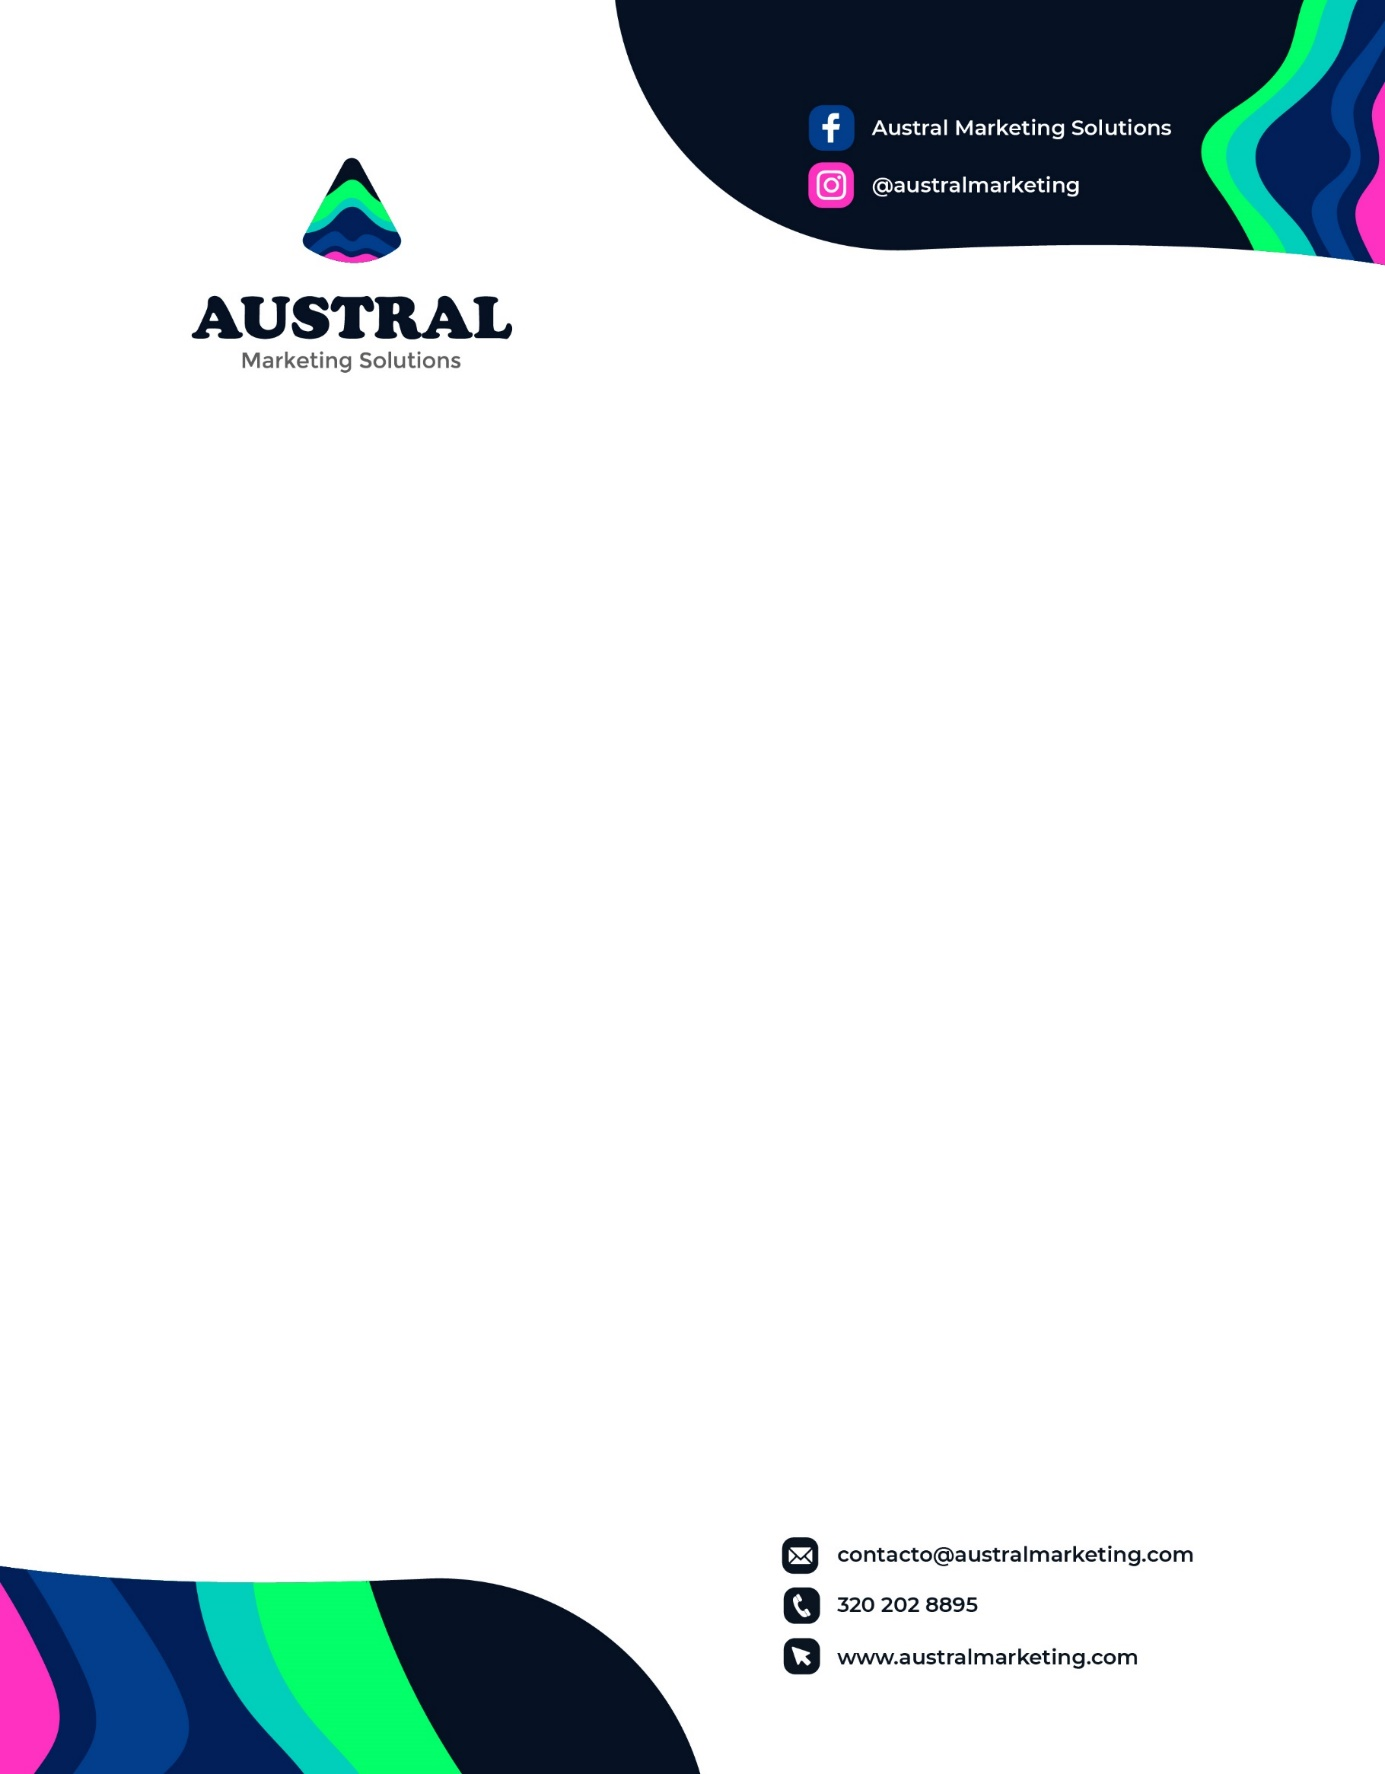 Austral Marketing Solutions
@australmarketing
AUSTRAL
Marketing Solutions
contacto@australmarketing.com
320 202 8895
www.australmarketing.com